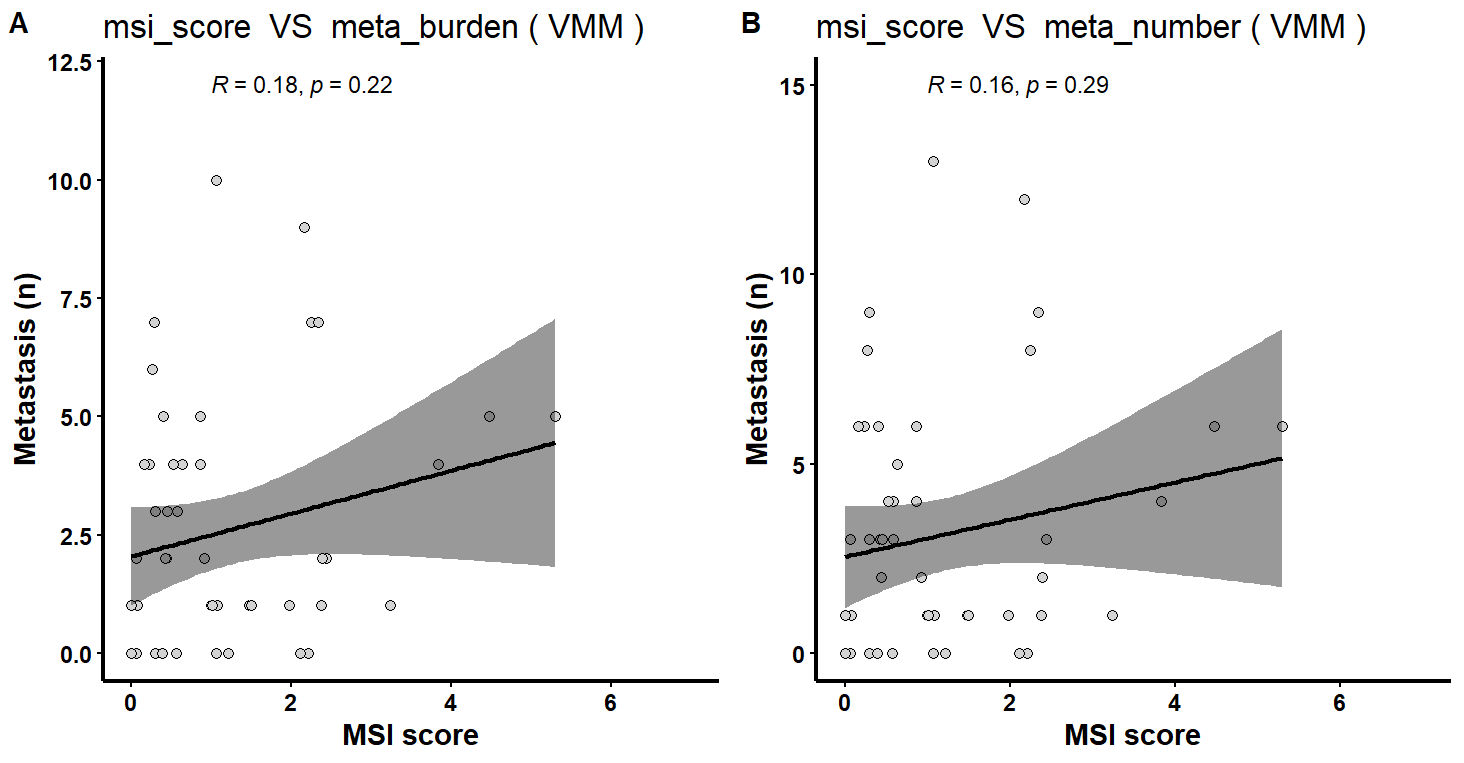 A
msi_score VS meta_burden ( VMM )
R = 0.18, p = 0.22
12.5
10.0
7.5
5.0
2.5
0.0
Metastasis (n)
0 2 4 6
MSI score
B
msi_score VS meta_number ( VMM )
R = 0.16, p = 0.29
15
10
5
0
Metastasis (n)
0 2 4 6
MSI score